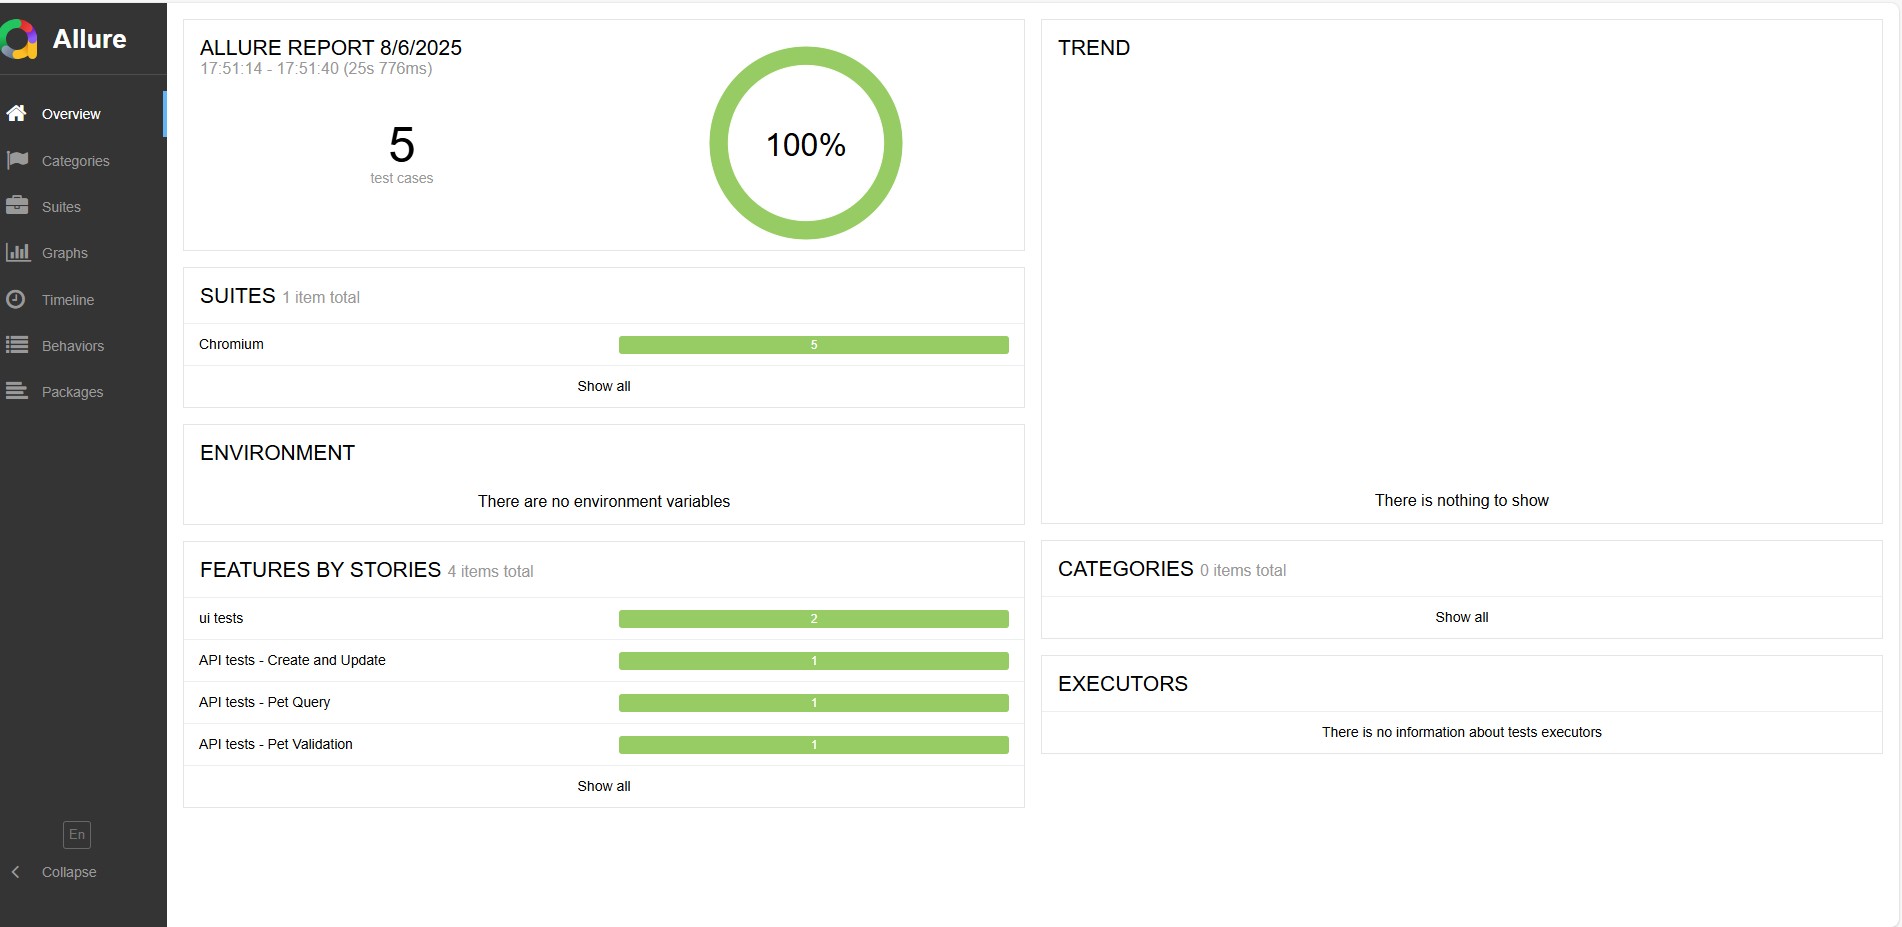 Allure
Overview
Categories
Suites
Graphs
Timeline
Behaviors
Packages
En
Collapse
ALLURE REPORT 8/6/2025
17:51:14 - 17:51:40 (25s 776ms)
5
test cases
100%
SUITES 1 item total
Chromium 5
Show all
ENVIRONMENT
There are no environment variables
FEATURES BY STORIES 4 items total
ui tests 2
API tests - Create and Update 1
API tests - Pet Query 1
API tests - Pet Validation 1
Show all
TREND
There is nothing to show
CATEGORIES 0 items total
Show all
EXECUTORS
There is no information about tests executors